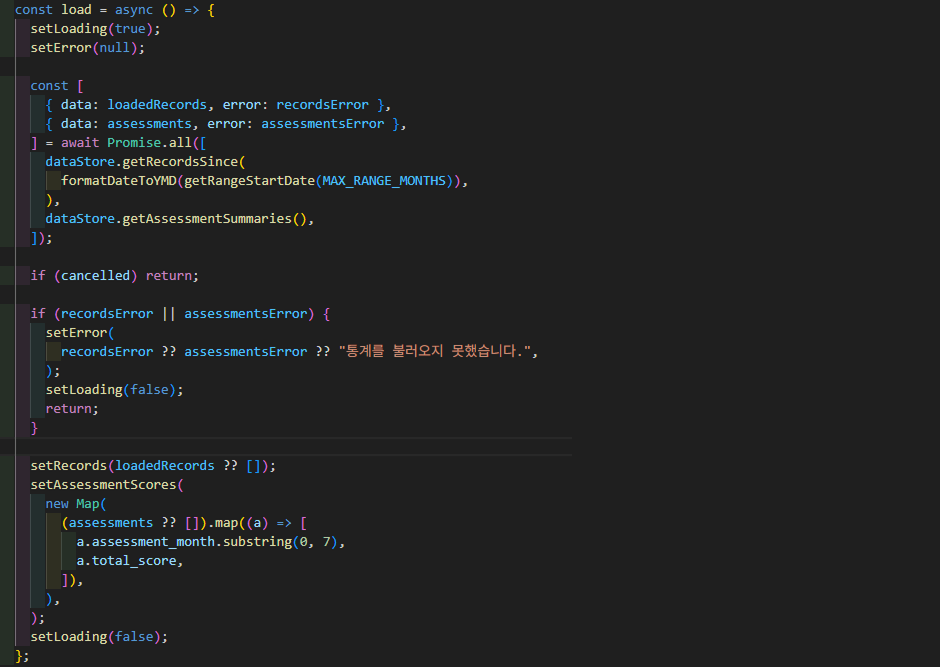 const load = async () => {
  setLoading(true);
  setError(null);

  const [
    { data: loadedRecords, error: recordsError },
    { data: assessments, error: assessmentsError },
  ] = await Promise.all([
    dataStore.getRecordsSince(
      formatDateToYMD(getRangeStartDate(MAX_RANGE_MONTHS)),
    ),
    dataStore.getAssessmentSummaries(),
  ]);

  if (cancelled) return;

  if (recordsError || assessmentsError) {
    setError(
      recordsError ?? assessmentsError ?? "통계를 불러오지 못했습니다.",
    );
    setLoading(false);
    return;
  }

  setRecords(loadedRecords ?? []);
  setAssessmentScores(
    new Map(
      (assessments ?? []).map((a) => [
        a.assessment_month.substring(0, 7),
        a.total_score,
      ]),
    ),
  );
  setLoading(false);
};